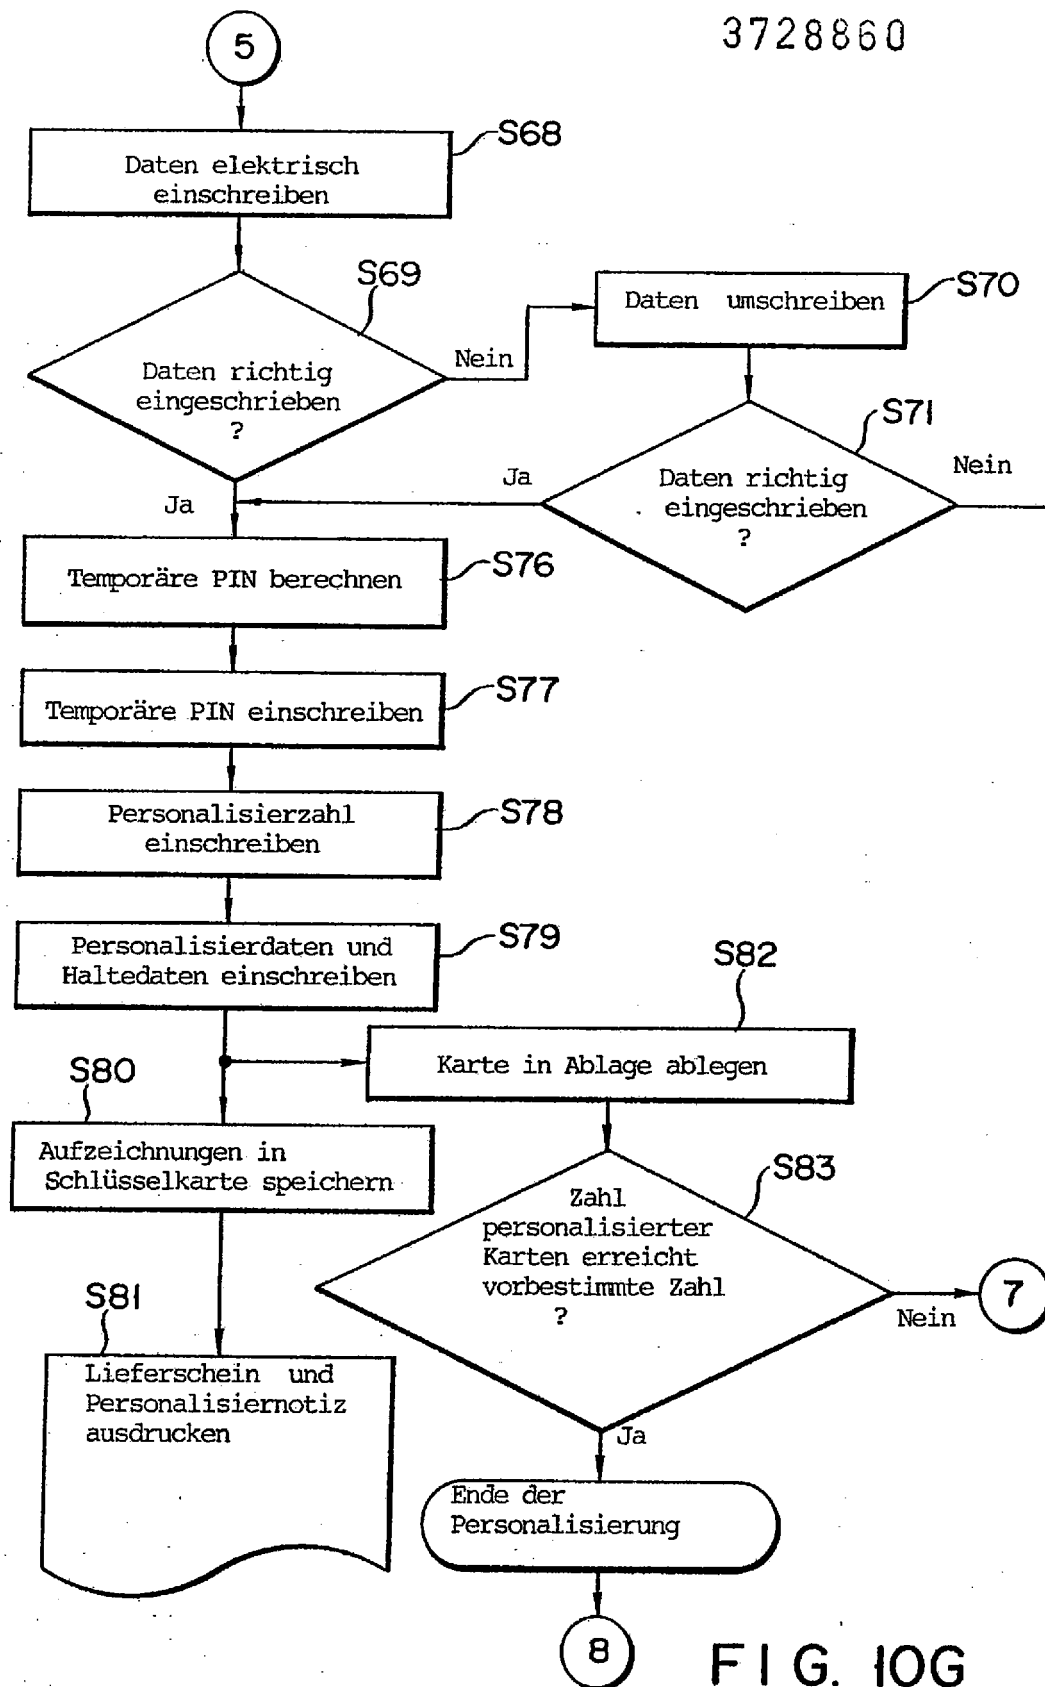 3728860
5
S68
Daten elektrisch
einschreiben
S69
Daten richtig
eingeschrieben
?
Nein
Ja
S70
Daten umschreiben
S71
Daten richtig
eingeschrieben
?
Nein
Ja
S76
Temporäre PIN berechnen
S77
Temporäre PIN einschreiben
S78
Personalisierzahl
einschreiben
S79
Personalisierdaten und
Haltedaten einschreiben
S82
Karte in Ablage ablegen
S80
Aufzeichnungen in
Schlüsselkarte speichern
S83
Zahl
personalisierter
Karten erreicht
vorbestimmte Zahl
?
Nein
7
S81
Lieferschein und
Personalisiernotiz
ausdrucken
Ja
Ende der
Personalisierung
8
FIG. 10G